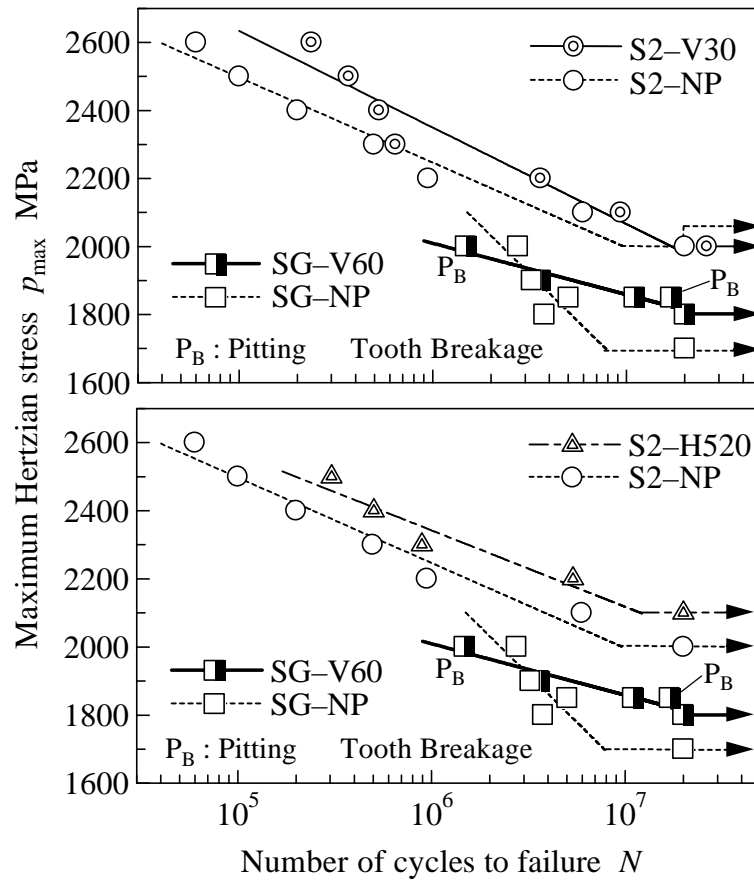 2600
2400
2200
2000
1800
1600
S2–V30
S2–NP
SG–V60
SG–NP
P_B
P_B
P_B : Pitting Tooth Breakage
Maximum Hertzian stress p_max MPa
2600
2400
2200
2000
1800
1600
S2–H520
S2–NP
SG–V60
SG–NP
P_B
P_B
P_B : Pitting Tooth Breakage
10^5 10^6 10^7
Number of cycles to failure N